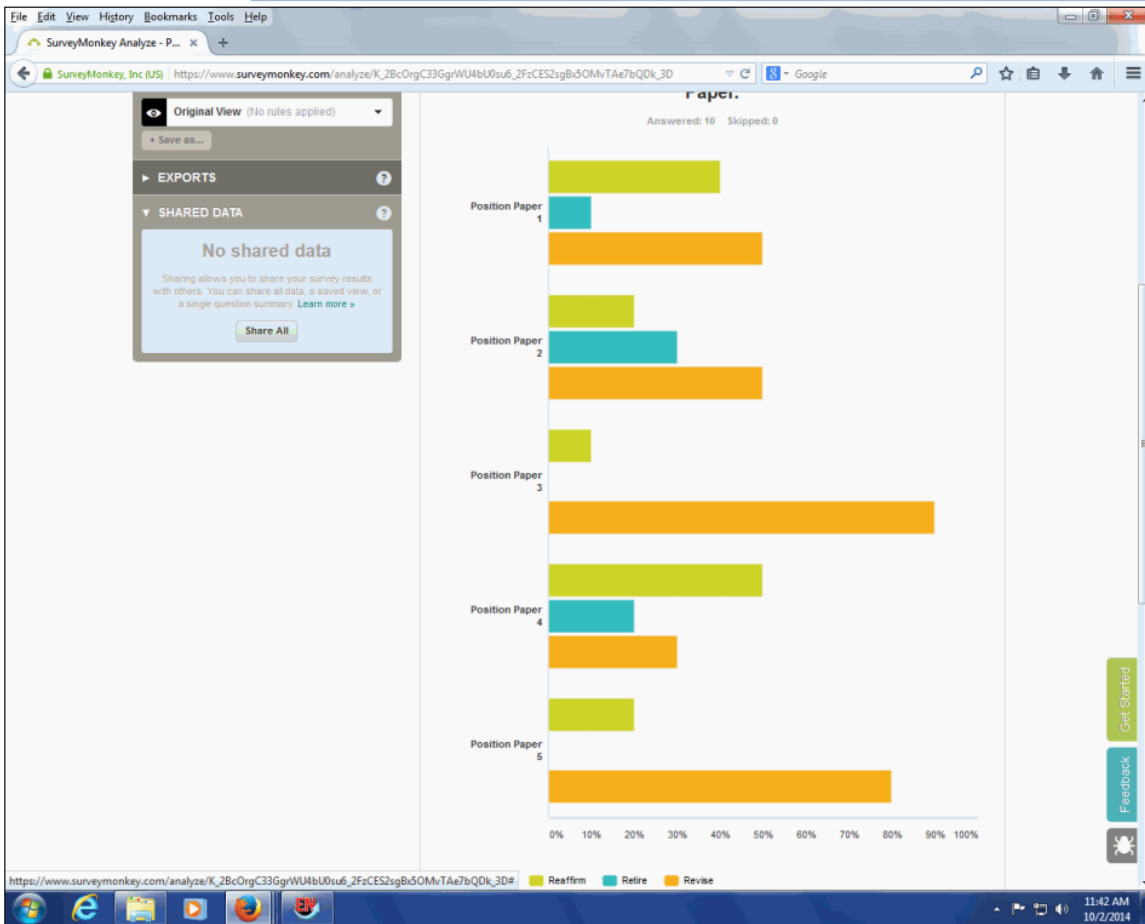 File Edit View History Bookmarks Tools Help
SurveyMonkey Analyze - P... × +
SurveyMonkey, Inc (US) https://www.surveymonkey.com/analyze/K_2BcOrgC33GgrWU4bU0su6_2FzCES2sgBx5OMvTAe7bQDk_3D Google
Original View (No rules applied)
+ Save as...
EXPORTS ?
SHARED DATA ?
No shared data
Sharing allows you to share your survey results
with others. You can share all data, a saved view, or
a single question summary. Learn more »
Share All
Paper.
Answered: 10 Skipped: 0
Position Paper
1
Position Paper
2
Position Paper
3
Position Paper
4
Position Paper
5
0% 10% 20% 30% 40% 50% 60% 70% 80% 90% 100%
Reaffirm Retire Revise
Get Started
Feedback
https://www.surveymonkey.com/analyze/K_2BcOrgC33GgrWU4bU0su6_2FzCES2sgBx5OMvTAe7bQDk_3D#
11:42 AM
10/2/2014